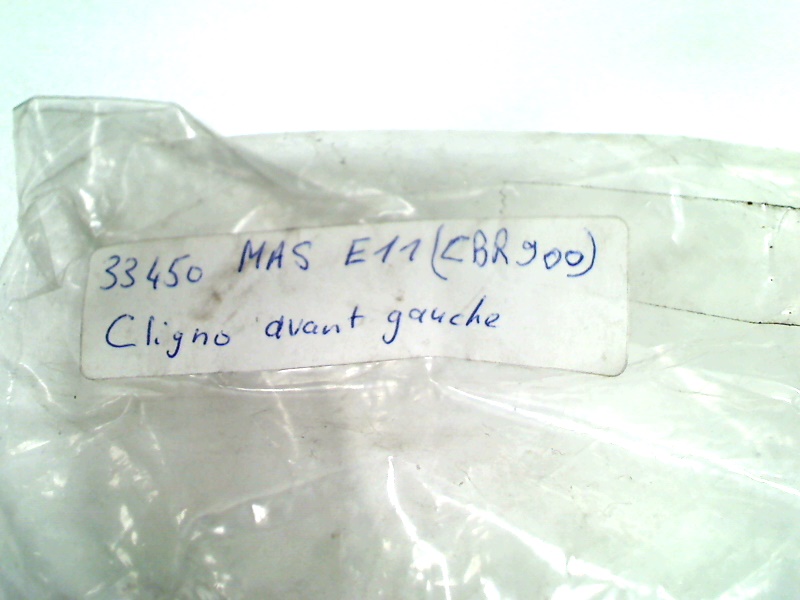 33450 MAS E11 (CBR900)
Cligno avant gauche